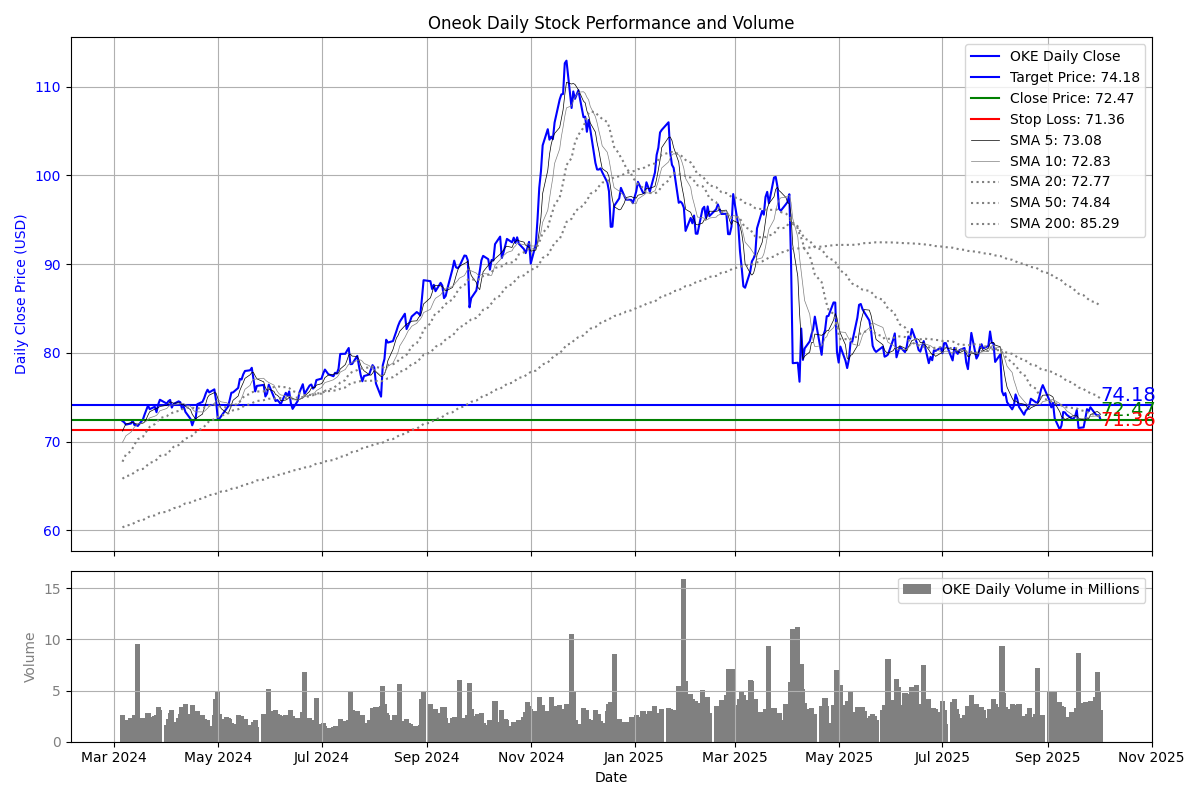 Oneok Daily Stock Performance and Volume
OKE Daily Close
Target Price: 74.18
Close Price: 72.47
Stop Loss: 71.36
SMA 5: 73.08
SMA 10: 72.83
SMA 20: 72.77
SMA 50: 74.84
SMA 200: 85.29
Daily Close Price (USD)
110
100
90
80
70
60
74.18
72.47
71.36
OKE Daily Volume in Millions
Volume
15
10
5
0
Mar 2024 May 2024 Jul 2024 Sep 2024 Nov 2024 Jan 2025 Mar 2025 May 2025 Jul 2025 Sep 2025 Nov 2025
Date